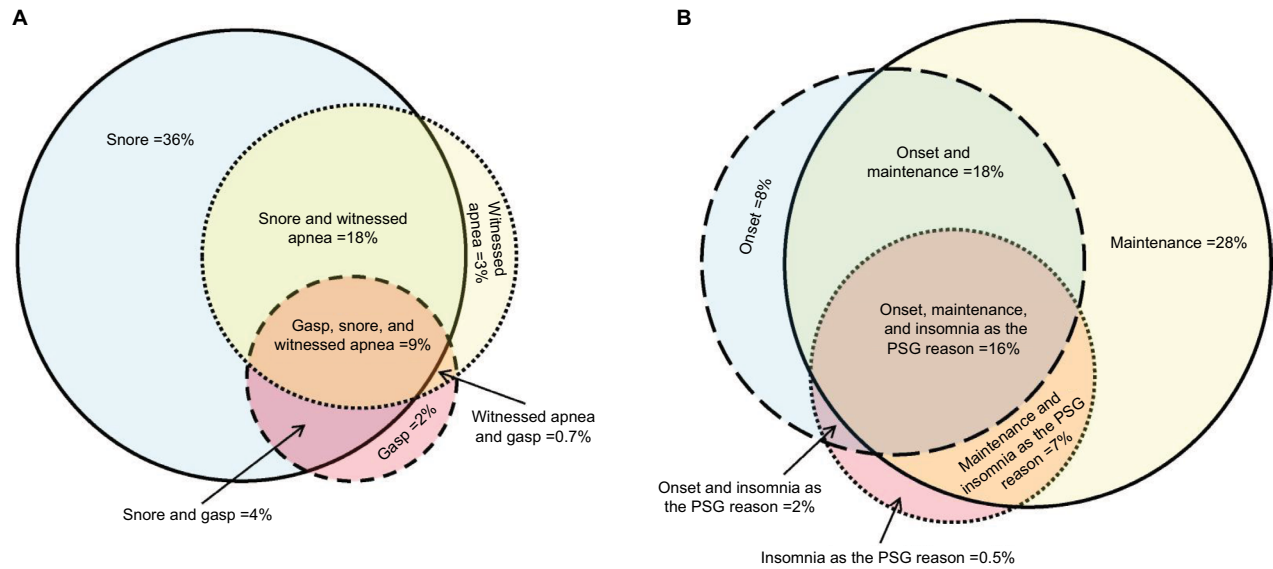 A
Snore =36%
Snore and witnessed
apnea =18%
Witnessed
apnea =3%
Gasp, snore, and
witnessed apnea =9%
Gasp =2%
Witnessed apnea
and gasp =0.7%
Snore and gasp =4%
B
Onset =8%
Onset and
maintenance =18%
Maintenance =28%
Onset, maintenance,
and insomnia as the
PSG reason =16%
Maintenance and
insomnia as the PSG
reason =7%
Onset and insomnia as
the PSG reason =2%
Insomnia as the PSG reason =0.5%